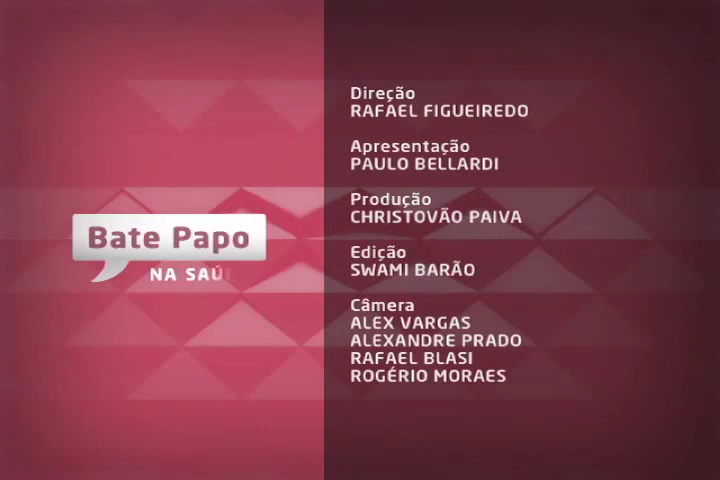 Bate Papo
NA
Direção
RAFAEL FIGUEIREDO
Apresentação
PAULO BELLARDI
Produção
CHRISTOVÃO PAIVA
Edição
SWAMI BARÃO
Câmera
ALEX VARGAS
ALEXANDRE PRADO
RAFAEL BLASI
ROGÉRIO MORAES